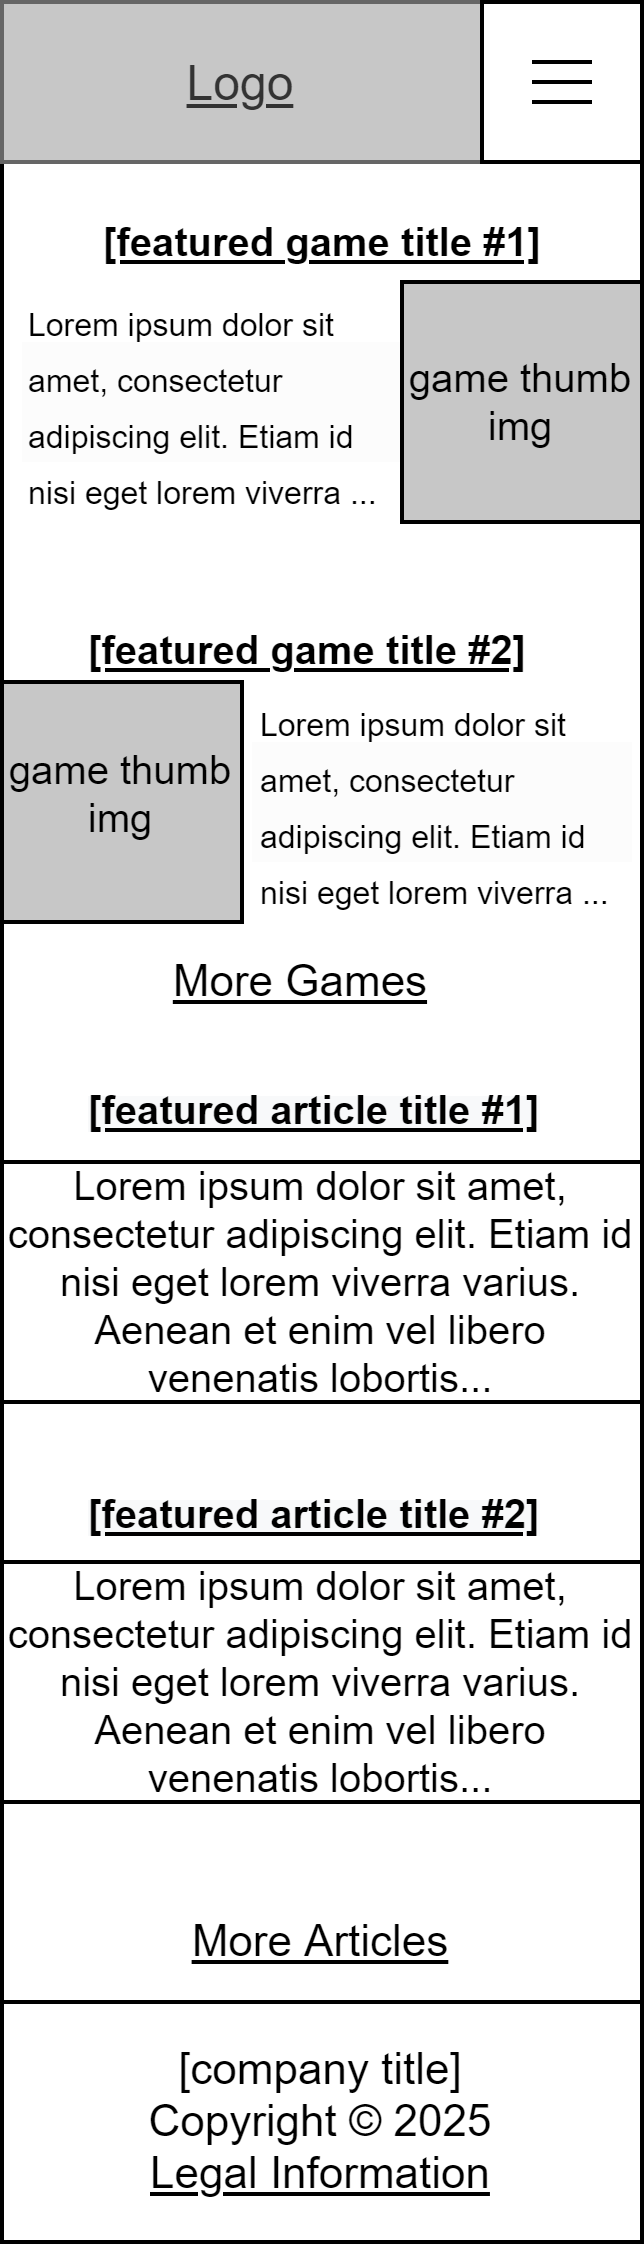 Logo
[featured game title #1]
Lorem ipsum dolor sit
amet, consectetur
adipiscing elit. Etiam id
nisi eget lorem viverra ...
game thumb
img
[featured game title #2]
game thumb
img
Lorem ipsum dolor sit
amet, consectetur
adipiscing elit. Etiam id
nisi eget lorem viverra ...
More Games
[featured article title #1]
Lorem ipsum dolor sit amet,
consectetur adipiscing elit. Etiam id
nisi eget lorem viverra varius.
Aenean et enim vel libero
venenatis lobortis...
[featured article title #2]
Lorem ipsum dolor sit amet,
consectetur adipiscing elit. Etiam id
nisi eget lorem viverra varius.
Aenean et enim vel libero
venenatis lobortis...
More Articles
[company title]
Copyright © 2025
Legal Information